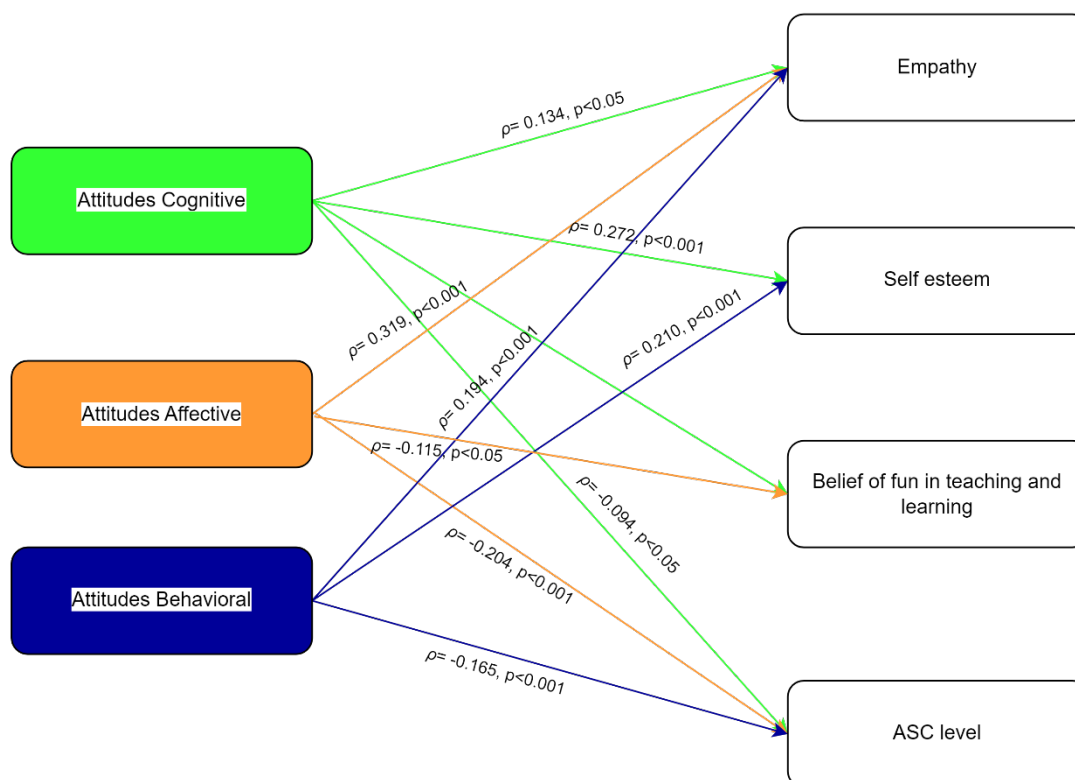 Empathy
ρ= 0.134, p<0.05
Attitudes Cognitive
ρ= 0.272, p<0.001
Self esteem
ρ= 0.319, p<0.001
ρ= 0.210, p<0.001
ρ= 0.194, p<0.001
Attitudes Affective
ρ= -0.115, p<0.05
Belief of fun in teaching and
learning
ρ= -0.094, p<0.05
ρ= -0.204, p<0.001
Attitudes Behavioral
ρ= -0.165, p<0.001
ASC level